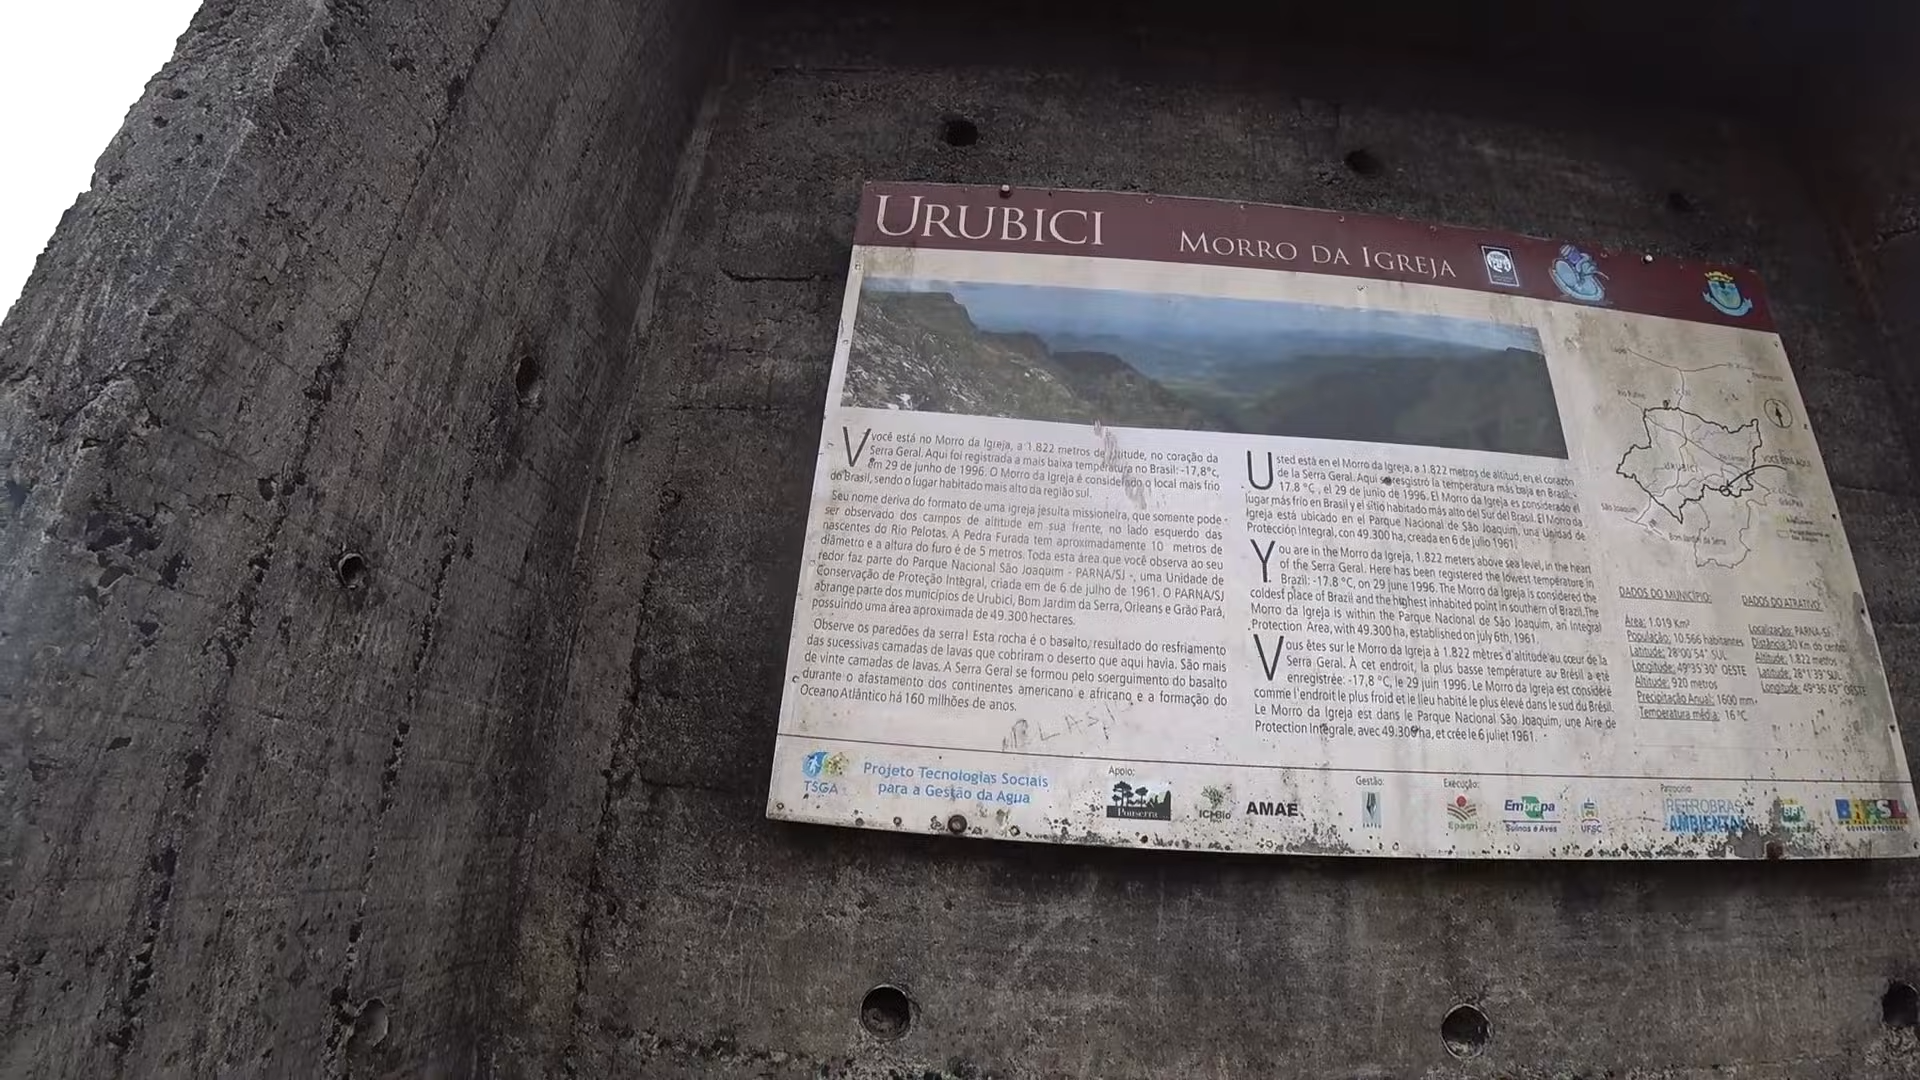 URUBICI
MORRO DA IGREJA
Você está no Morro da Igreja, a 1.822 metros de altitude, no coração da
Serra Geral. Aqui foi registrada a mais baixa temperatura no Brasil: -17,8°c,
em 29 de junho de 1996. O Morro da Igreja é considerado o local mais frio
do Brasil, sendo o lugar habitado mais alto da região sul.
Seu nome deriva do formato de uma igreja jesuíta missioneira, que somente pode
ser observado dos campos de altitude em sua frente, no lado esquerdo das
nascentes do Rio Pelotas. A Pedra Furada tem aproximadamente 10 metros de
diâmetro e a altura do furo é de 5 metros. Toda esta área que você observa ao seu
redor faz parte do Parque Nacional São Joaquim - PARNA/SJ -, uma Unidade de
Conservação de Proteção Integral, criada em de 6 de julho de 1961. O PARNA/SJ
abrange parte dos municípios de Urubici, Bom Jardim da Serra, Orleans e Grão Pará,
possuindo uma área aproximada de 49.300 hectares.
Observe os paredões da serra! Esta rocha é o basalto, resultado do resfriamento
das sucessivas camadas de lavas que cobriram o deserto que aqui havia. São mais
de vinte camadas de lavas. A Serra Geral se formou pelo soerguimento do basalto
durante o afastamento dos continentes americano e africano e a formação do
Oceano Atlântico há 160 milhões de anos.
Usted está en el Morro da Igreja, a 1.822 metros de altitud, en el corazón
de la Serra Geral. Aquí se resgistró la temperatura más baja en Brasil: -
17.8 °C , el 29 de junio de 1996. El Morro da Igreja es considerado el
lugar más frío en Brasil y el sítio habitado más alto del Sur del Brasil. El Morro da
Igreja está ubicado en el Parque Nacional de São Joaquim, una Unidad de
Protección Integral, con 49.300 ha, creada en 6 de julio 1961.
You are in the Morro da Igreja, 1.822 meters above sea level, in the heart
of the Serra Geral. Here has been registered the lowest temperature in
Brazil: -17.8 °C, on 29 june 1996. The Morro da Igreja is considered the
coldest place of Brazil and the highest inhabited point in southern of Brazil. The
Morro da Igreja is within the Parque Nacional de São Joaquim, an Integral
Protection Area, with 49.300 ha, established on july 6th, 1961.
Vous êtes sur le Morro da Igreja à 1.822 mètres d'altitude au cœur de la
Serra Geral. À cet endroit, la plus basse température au Brésil a été
enregistrée: -17,8 °C, le 29 juin 1996. Le Morro da Igreja est considéré
comme l'endroit le plus froid et le lieu habité le plus élevé dans le sud du Brésil.
Le Morro da Igreja est dans le Parque Nacional São Joaquim, une Aire de
Protection Intégrale, avec 49.300 ha, et crée le 6 juliet 1961.
Rio Rufino
URUBICI
VOCÊ ESTÁ AQUI
São Joaquim
Grão Pará
Bom Jardim da Serra
DADOS DO MUNICÍPIO:
Área: 1.019 Km²
População: 10.566 habitantes
Latitude: 28°00'54" SUL
Longitude: 49°35'30" OESTE
Altitude: 920 metros
Precipitação Anual: 1600 mm
Temperatura média: 16 °C
DADOS DO ATRATIVO:
Localização: PARNA-SJ
Distância: 30 Km do centro
Altitude: 1.822 metros
Latitude: 28°1'39" SUL
Longitude: 49°36'45" OESTE
TSGA
Projeto Tecnologias Sociais
para a Gestão da Água
Apoio:
Ponserra
ICMBio
AMAE
Gestão:
Execução:
Epagri
Embrapa
Suínos e Aves
UFSC
Patrocínio:
PETROBRAS
AMBIENTAL
BR
BRASIL
GOVERNO FEDERAL